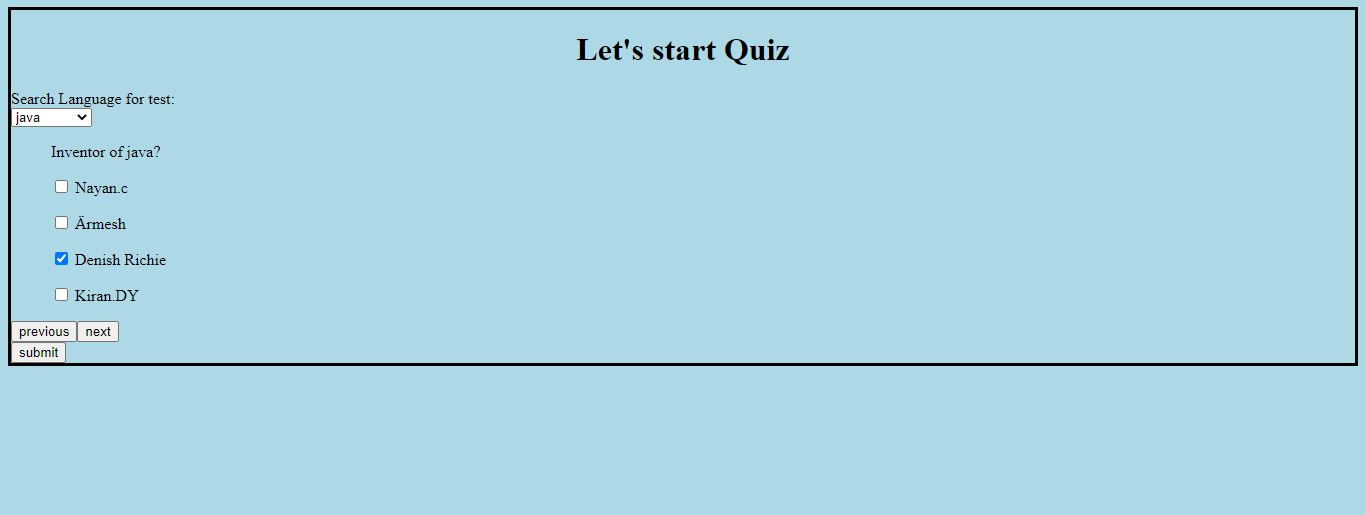 Let's start Quiz
Search Language for test:
java
Inventor of java?
Nayan.c
Ärmesh
Denish Richie
Kiran.DY
previous next
submit